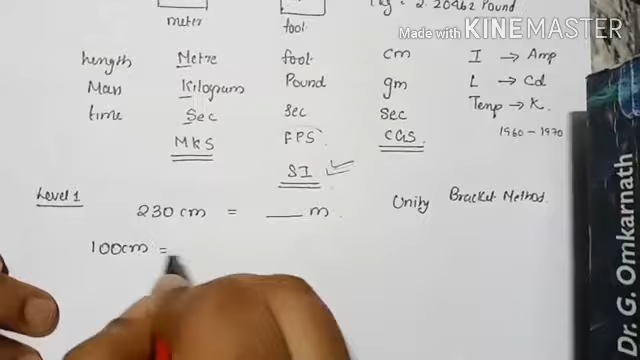 meter foot
1 kg = 2.20462 Pound
Made with KINEMASTER
Length Metre foot cm I → Amp
Mass Kilogram Pound gm L → Cd
time Sec Sec Sec Temp → K.
MKS FPS CGS 1960 - 1970
SI
Level 1
230 cm = ___ m. Unity Bracket Method.
100cm =
Dr. G. Omkarnath